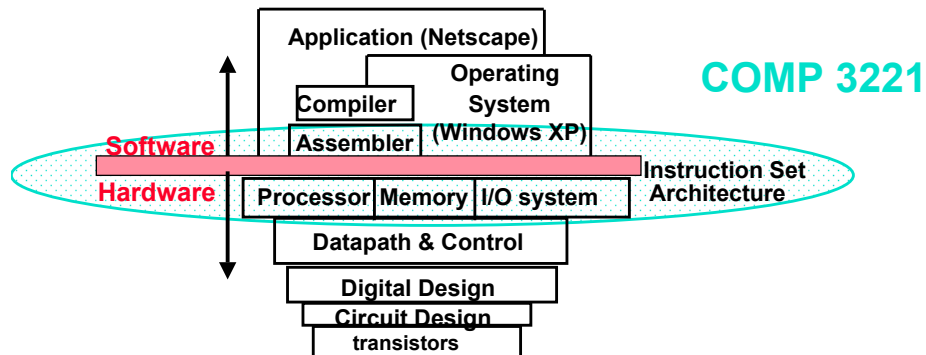 Application (Netscape)
Operating
System
(Windows XP)
COMP 3221
Compiler
Assembler
Software
Hardware
Instruction Set
Architecture
Processor
Memory
I/O system
Datapath & Control
Digital Design
Circuit Design
transistors